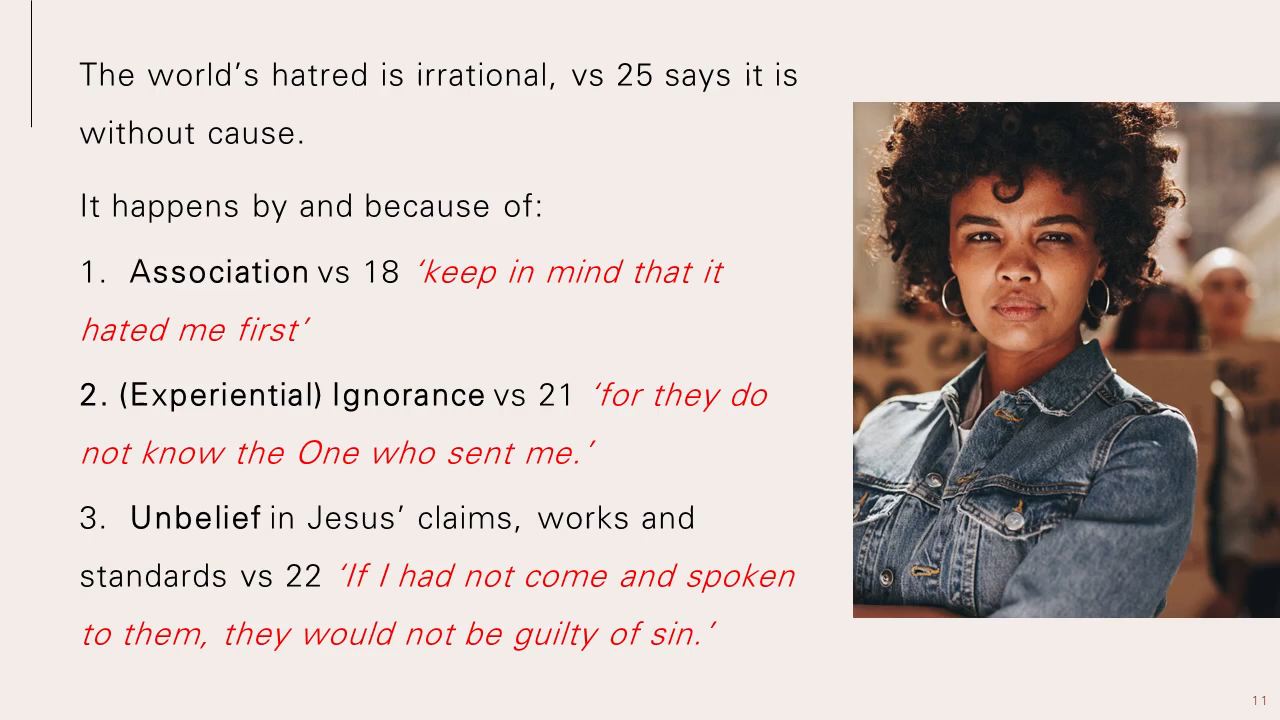 The world’s hatred is irrational, vs 25 says it is
without cause.
It happens by and because of:
1. Association vs 18 ‘keep in mind that it
hated me first’
2. (Experiential) Ignorance vs 21 ‘for they do
not know the One who sent me.’
3. Unbelief in Jesus’ claims, works and
standards vs 22 ‘If I had not come and spoken
to them, they would not be guilty of sin.’
11